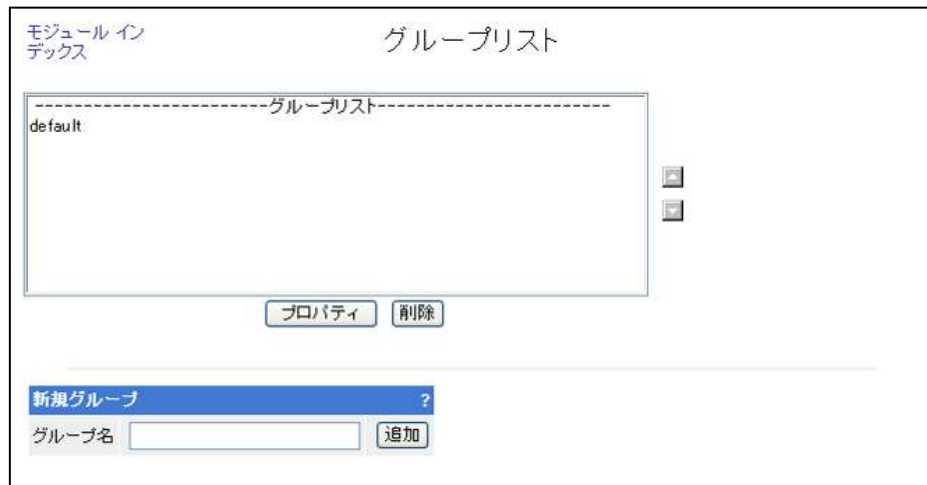 モジュール イン
デックス
グループリスト
------------------------グループリスト------------------------
default
プロパティ 削除
新規グループ ?
グループ名 追加